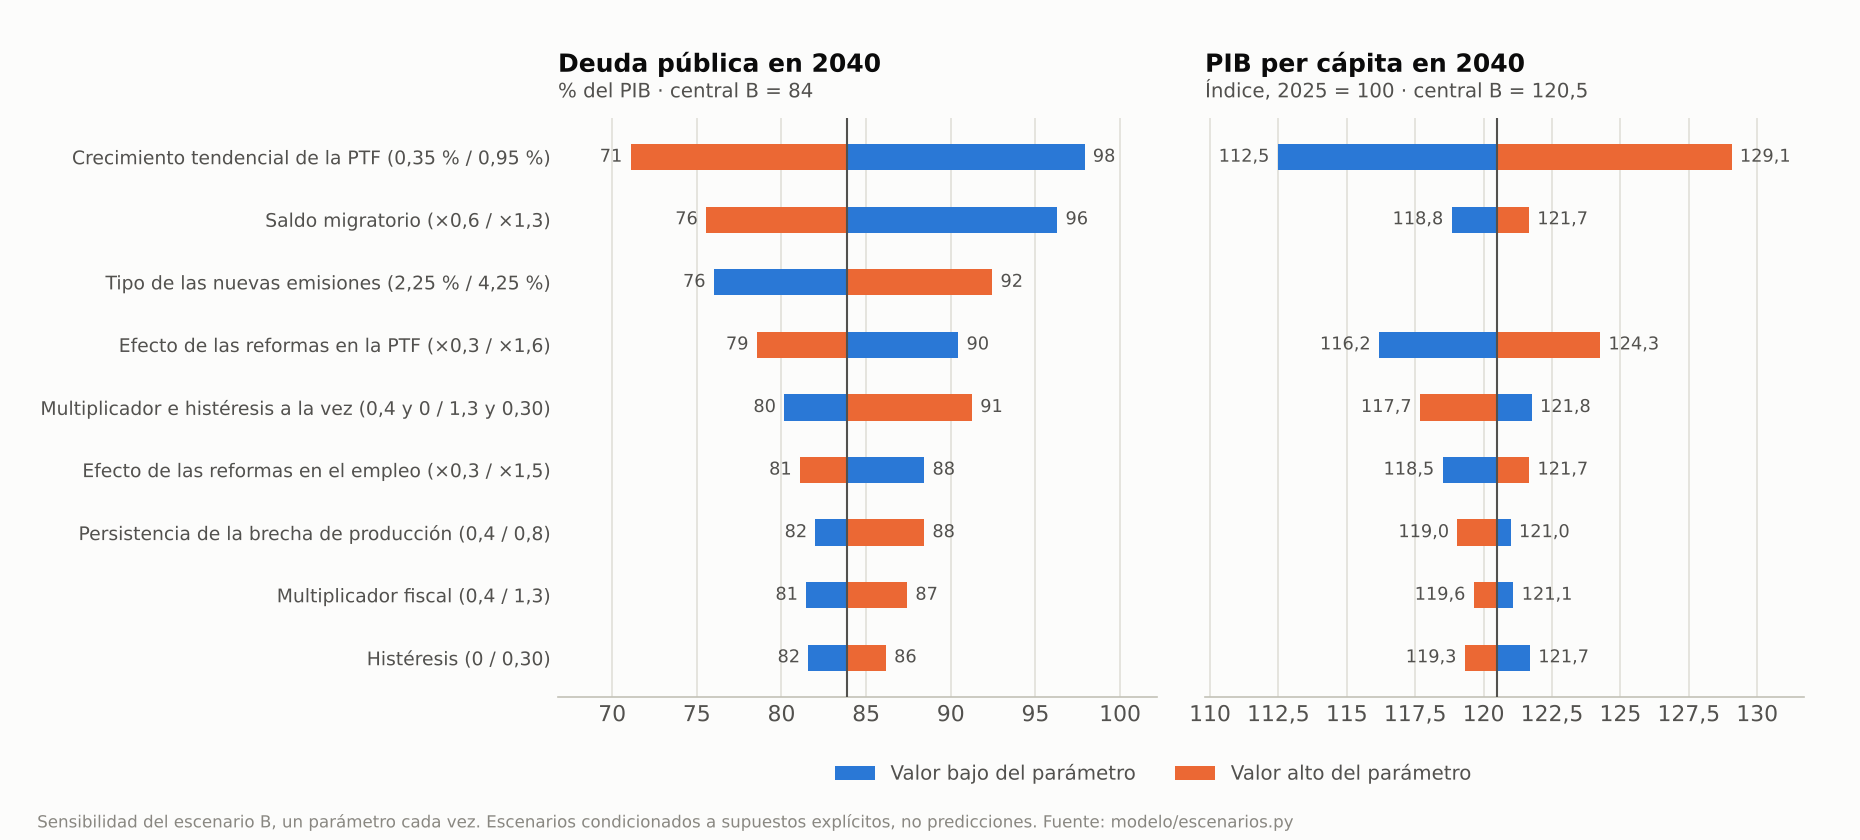 Deuda pública en 2040
% del PIB · central B = 84
PIB per cápita en 2040
Índice, 2025 = 100 · central B = 120,5
Crecimiento tendencial de la PTF (0,35 % / 0,95 %)
71
98
112,5
129,1
Saldo migratorio (×0,6 / ×1,3)
76
96
118,8
121,7
Tipo de las nuevas emisiones (2,25 % / 4,25 %)
76
92
Efecto de las reformas en la PTF (×0,3 / ×1,6)
79
90
116,2
124,3
Multiplicador e histéresis a la vez (0,4 y 0 / 1,3 y 0,30)
80
91
117,7
121,8
Efecto de las reformas en el empleo (×0,3 / ×1,5)
81
88
118,5
121,7
Persistencia de la brecha de producción (0,4 / 0,8)
82
88
119,0
121,0
Multiplicador fiscal (0,4 / 1,3)
81
87
119,6
121,1
Histéresis (0 / 0,30)
82
86
119,3
121,7
70 75 80 85 90 95 100
110 112,5 115 117,5 120 122,5 125 127,5 130
Valor bajo del parámetro
Valor alto del parámetro
Sensibilidad del escenario B, un parámetro cada vez. Escenarios condicionados a supuestos explícitos, no predicciones. Fuente: modelo/escenarios.py